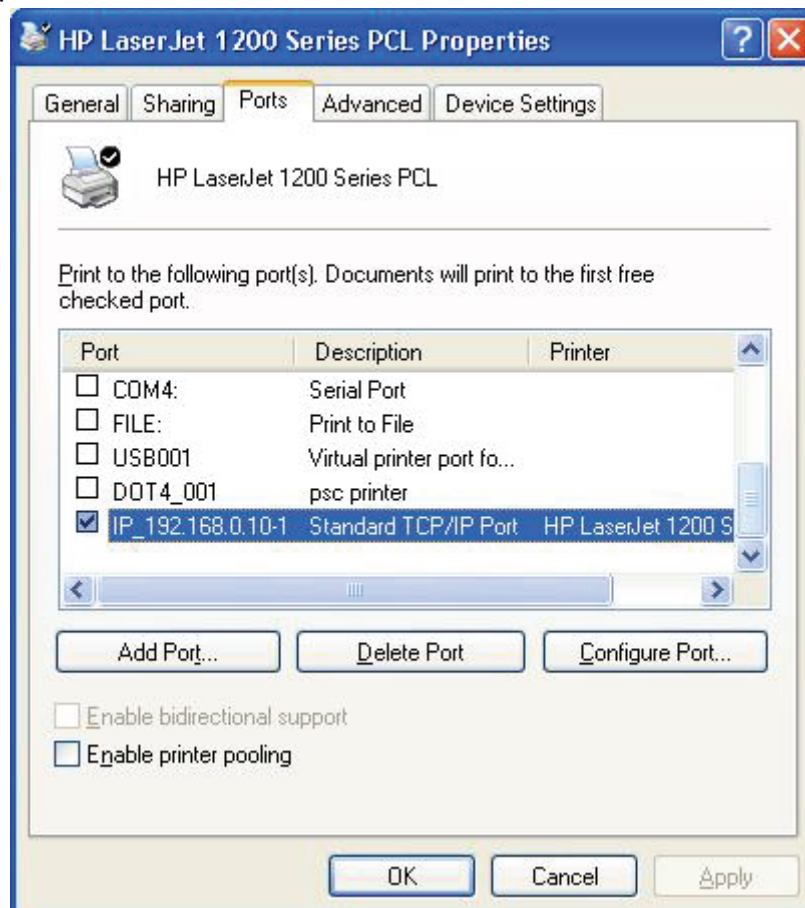 HP LaserJet 1200 Series PCL Properties
General Sharing Ports Advanced Device Settings
HP LaserJet 1200 Series PCL
Print to the following port(s). Documents will print to the first free
checked port.
Port Description Printer
COM4: Serial Port
FILE: Print to File
USB001 Virtual printer port fo...
DOT4_001 psc printer
IP_192.168.0.10-1 Standard TCP/IP Port HP LaserJet 1200 S
Add Port... Delete Port Configure Port...
Enable bidirectional support
Enable printer pooling
OK Cancel Apply